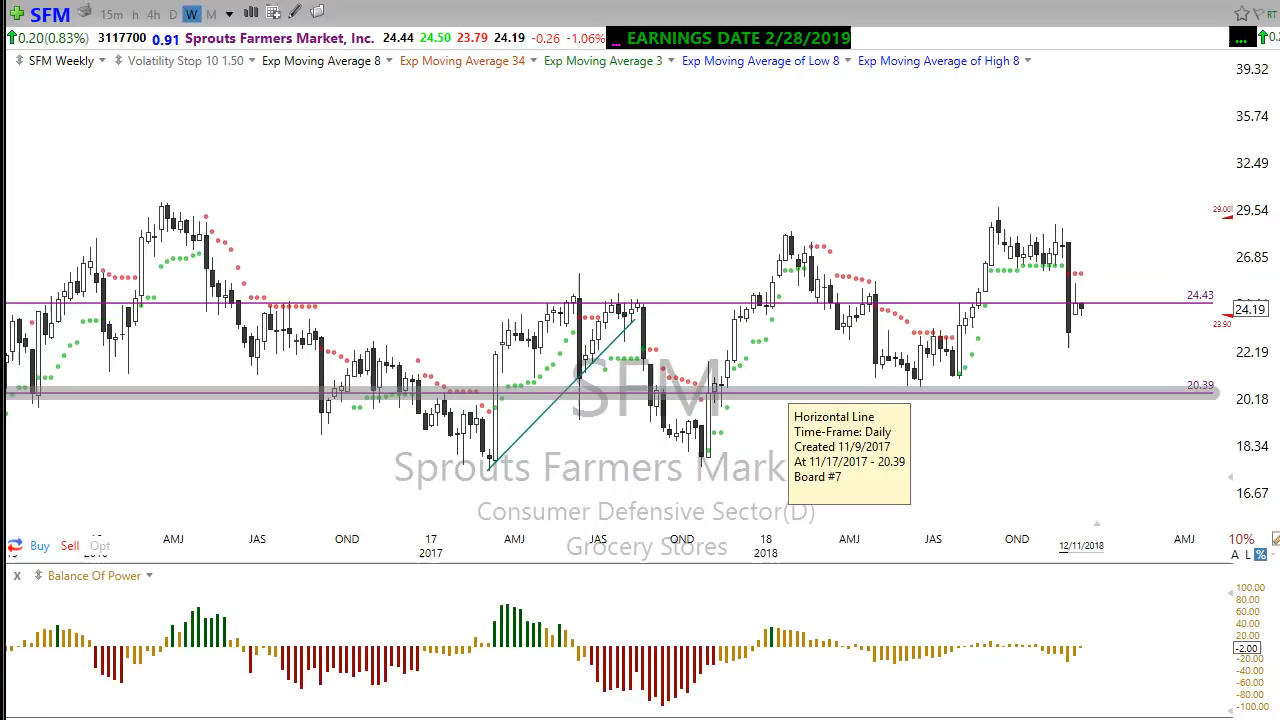 SFM 15m h 4h D W M RT
0.20(0.83%) 3117700 0.91 Sprouts Farmers Market, Inc. 24.44 24.50 23.79 24.19 -0.26 -1.06% EARNINGS DATE 2/28/2019 ...
SFM Weekly Volatility Stop 10 1.50 Exp Moving Average 8 Exp Moving Average 34 Exp Moving Average 3 Exp Moving Average of Low 8 Exp Moving Average of High 8
39.32
35.74
32.49
29.00
29.54
26.85
24.43
24.19
23.90
22.19
20.39
20.18
18.34
16.67
SFM
Sprouts Farmers Mark
Consumer Defensive Sector(D)
Grocery Stores
Horizontal Line
Time-Frame: Daily
Created 11/9/2017
At 11/17/2017 - 20.39
Board #7
Buy Sell Opt
AMJ JAS OND 17 AMJ JAS OND 18 AMJ JAS OND AMJ 10%
2017 2018 12/11/2018 A L %
X Balance Of Power
100.00
80.00
60.00
40.00
20.00
-2.00
-20.00
-40.00
-60.00
-80.00
-100.00